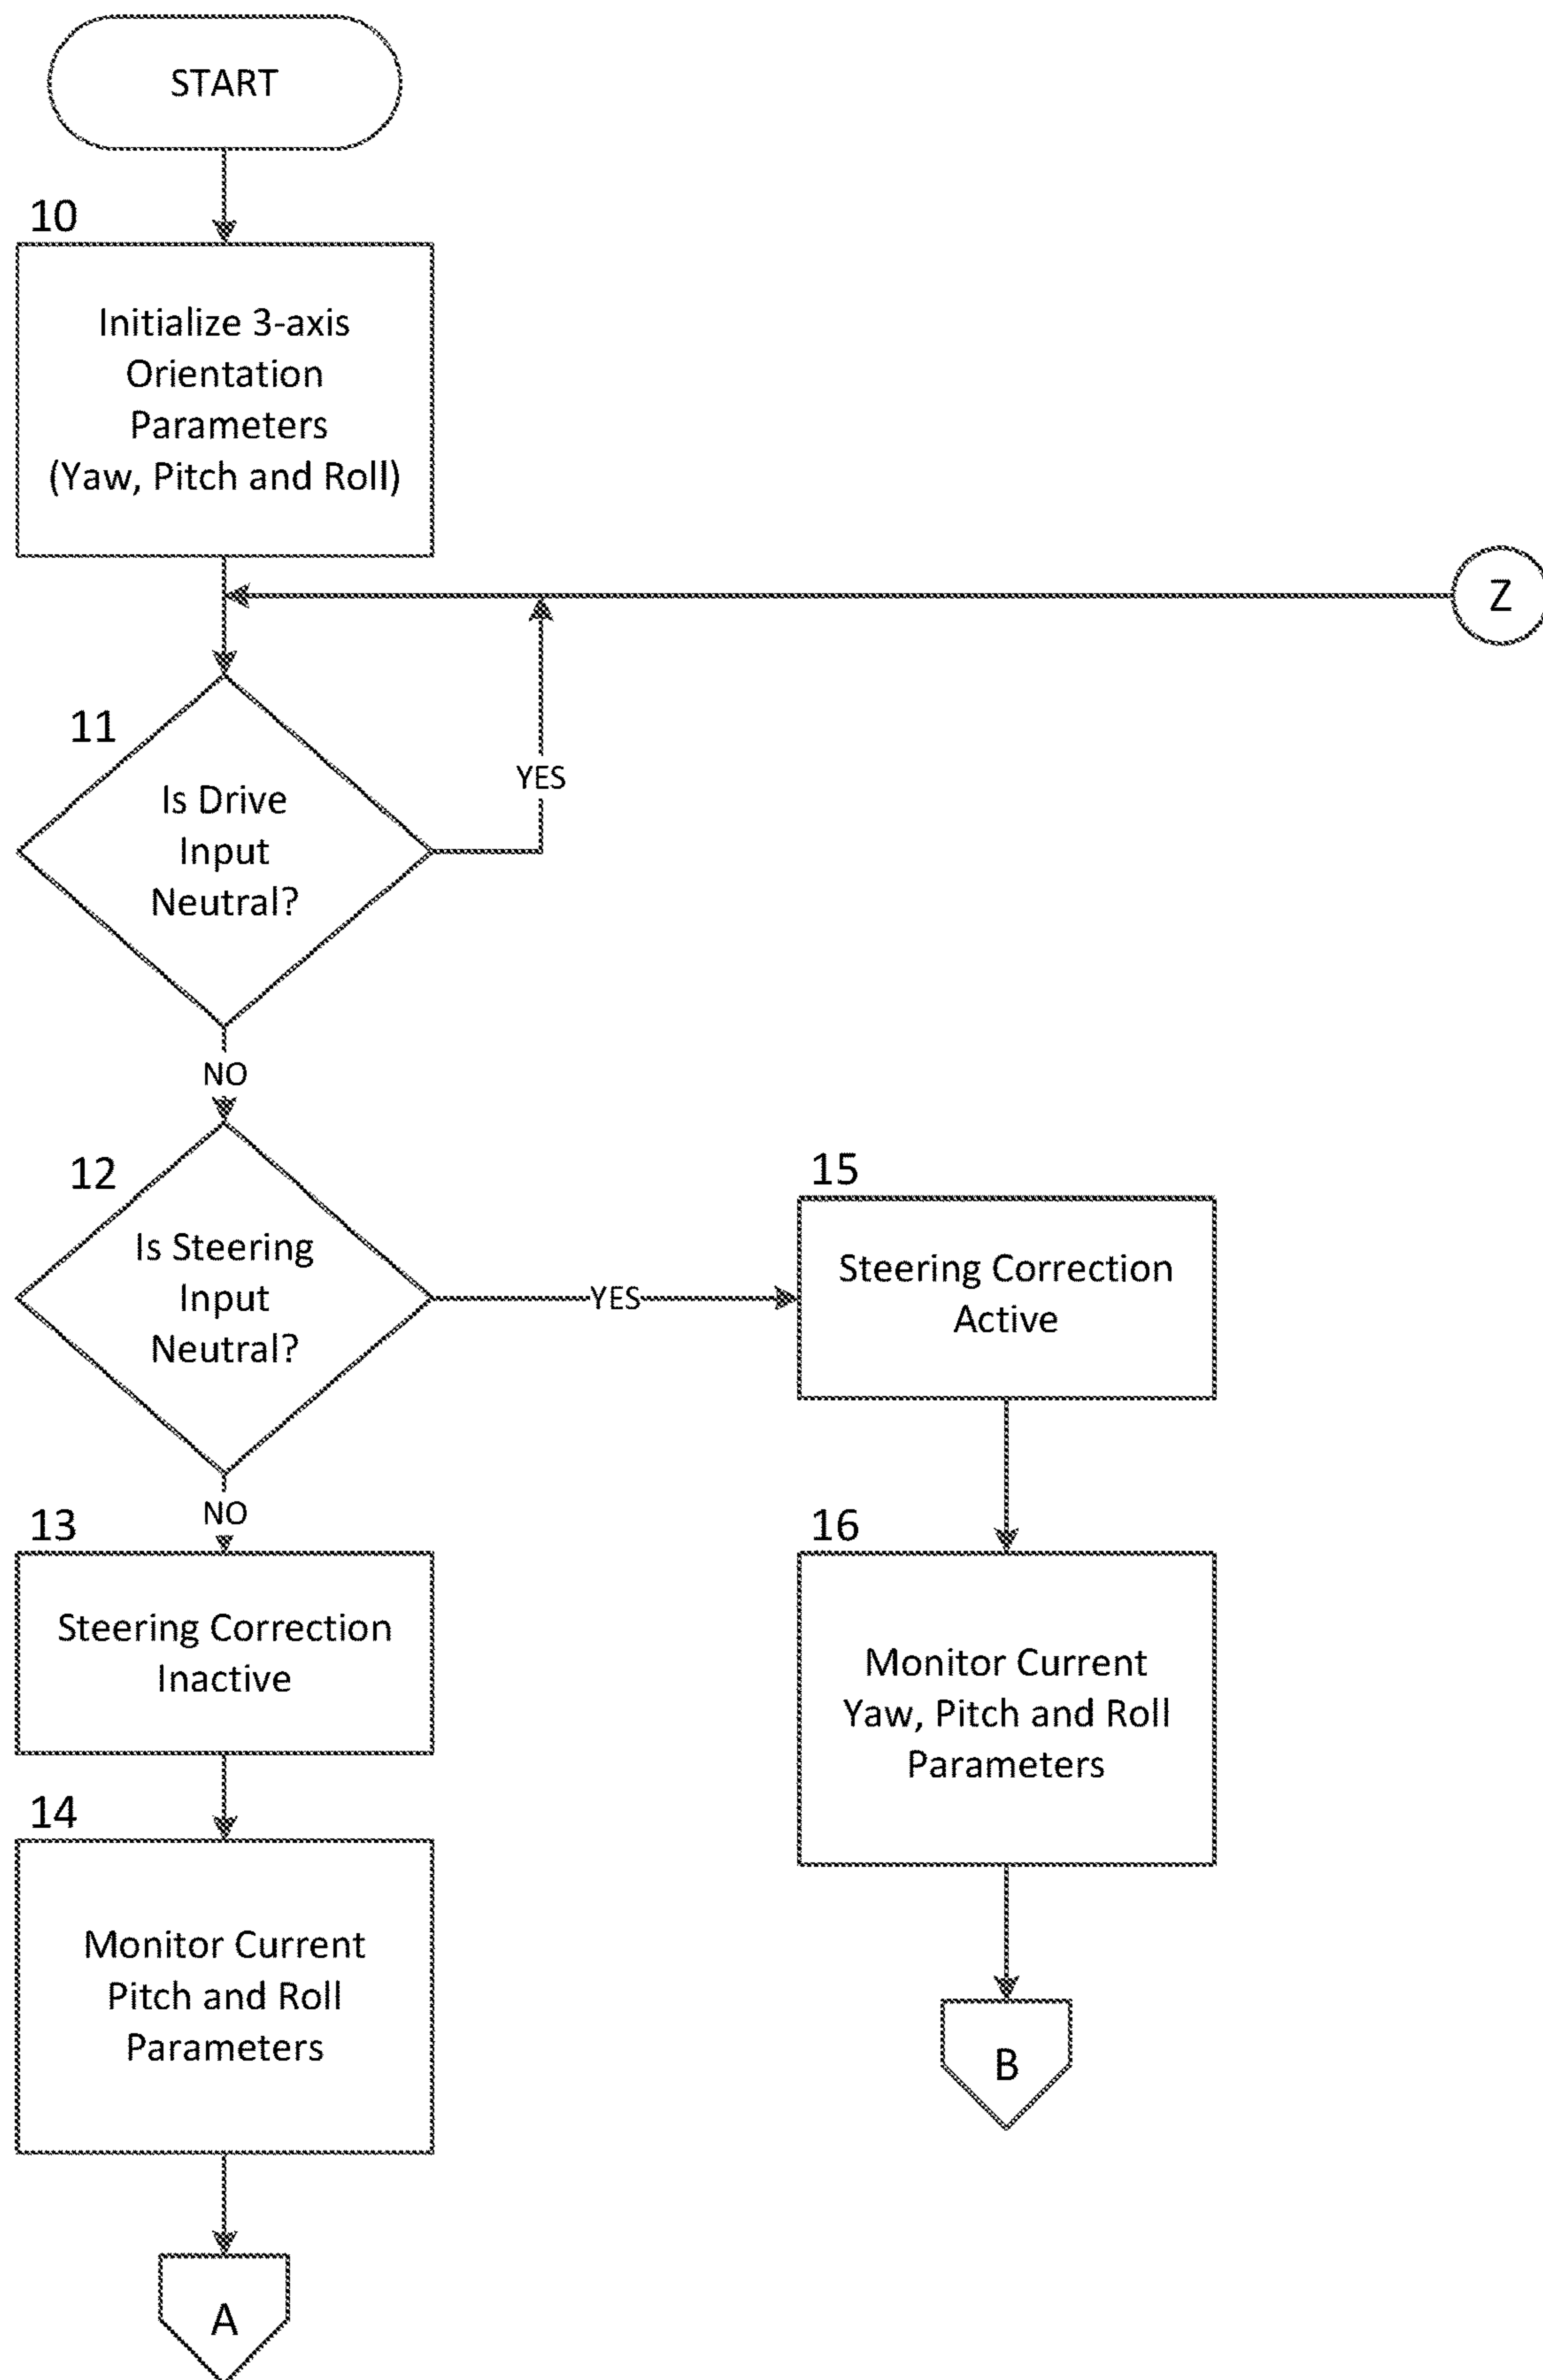 START
10
Initialize 3-axis
Orientation
Parameters
(Yaw, Pitch and Roll)
Z
11
Is Drive
Input
Neutral?
YES
NO
12
Is Steering
Input
Neutral?
YES
15
Steering Correction
Active
NO
13
Steering Correction
Inactive
16
Monitor Current
Yaw, Pitch and Roll
Parameters
14
Monitor Current
Pitch and Roll
Parameters
B
A